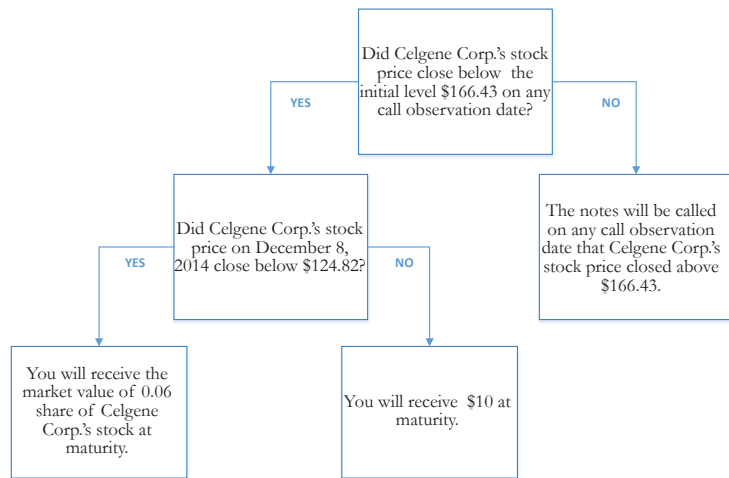 Did Celgene Corp.'s stock
price close below the
initial level $166.43 on any
call observation date?
YES
NO
Did Celgene Corp.'s stock
price on December 8,
2014 close below $124.82?
The notes will be called
on any call observation
date that Celgene Corp.'s
stock price closed above
$166.43.
YES
NO
You will receive the
market value of 0.06
share of Celgene
Corp.'s stock at
maturity.
You will receive $10 at
maturity.